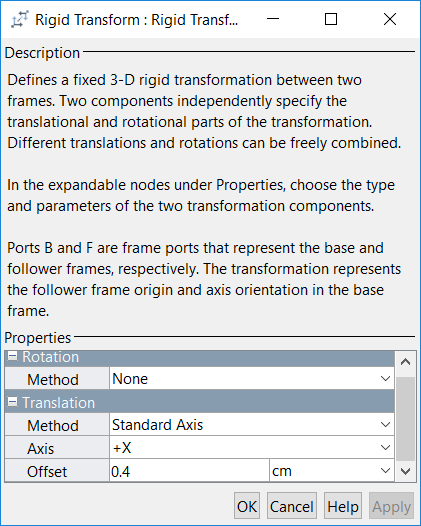 Rigid Transform : Rigid Transf...
Description
Defines a fixed 3-D rigid transformation between two
frames. Two components independently specify the
translational and rotational parts of the transformation.
Different translations and rotations can be freely combined.
In the expandable nodes under Properties, choose the type
and parameters of the two transformation components.
Ports B and F are frame ports that represent the base and
follower frames, respectively. The transformation represents
the follower frame origin and axis orientation in the base
frame.
Properties
Rotation
Method None
Translation
Method Standard Axis
Axis +X
Offset 0.4 cm
OK Cancel Help Apply